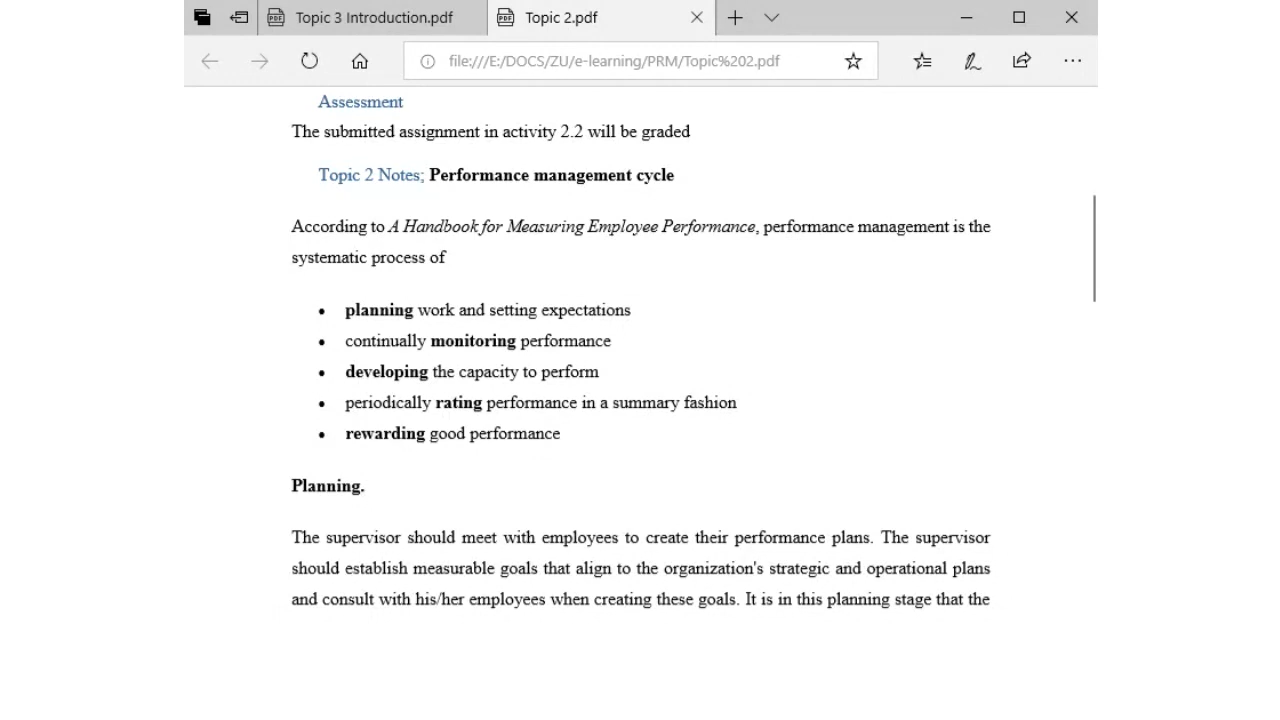 Topic 3 Introduction.pdf
Topic 2.pdf
file:///E:/DOCS/ZU/e-learning/PRM/Topic%202.pdf
Assessment
The submitted assignment in activity 2.2 will be graded
Topic 2 Notes; Performance management cycle
According to A Handbook for Measuring Employee Performance, performance management is the
systematic process of
• planning work and setting expectations
• continually monitoring performance
• developing the capacity to perform
• periodically rating performance in a summary fashion
• rewarding good performance
Planning.
The supervisor should meet with employees to create their performance plans. The supervisor
should establish measurable goals that align to the organization's strategic and operational plans
and consult with his/her employees when creating these goals. It is in this planning stage that the